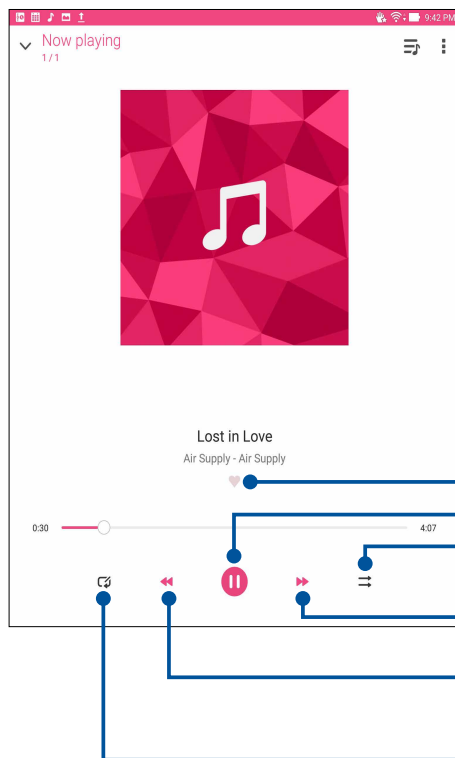 9:42 PM
Now playing
1 / 1
Lost in Love
Air Supply - Air Supply
0:30
4:07